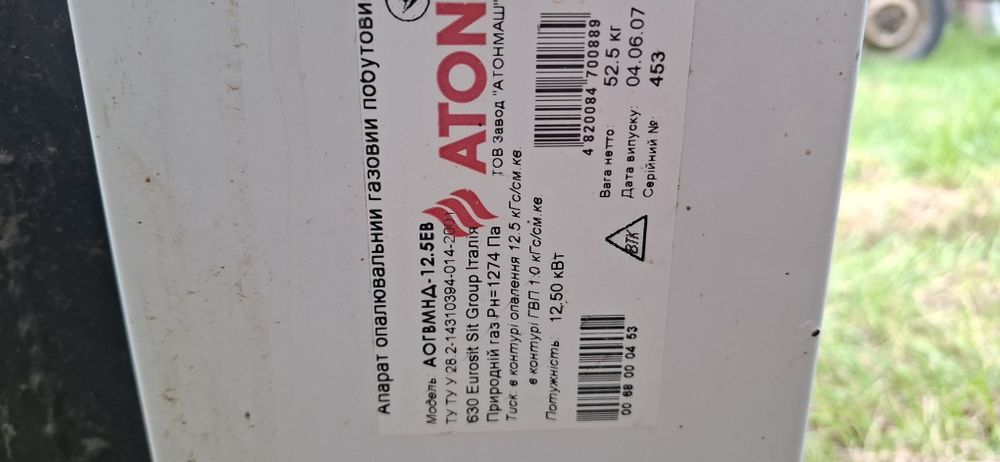 Апарат опалювальний газовий побутови
ATON
ТОВ Завод "АТОНМАШ"
Модель: АОГВМНД-12.5ЕВ
ТУ ТУ У 28.2-14310394-014-2001
630 Eurosit Sit Group Італія
Природній газ Рн=1274 Па
Тиск: в контурі опалення 12.5 кГс/см.кв.
в контурі ГВП 1.0 кГс/см.кв.
Потужність: 12,50 кВт
4 820084 700889
Вага нетто: 52.5 кг
Дата випуску: 04.06.07
Серійний №: 453
ВТК
00 68 00 04 53